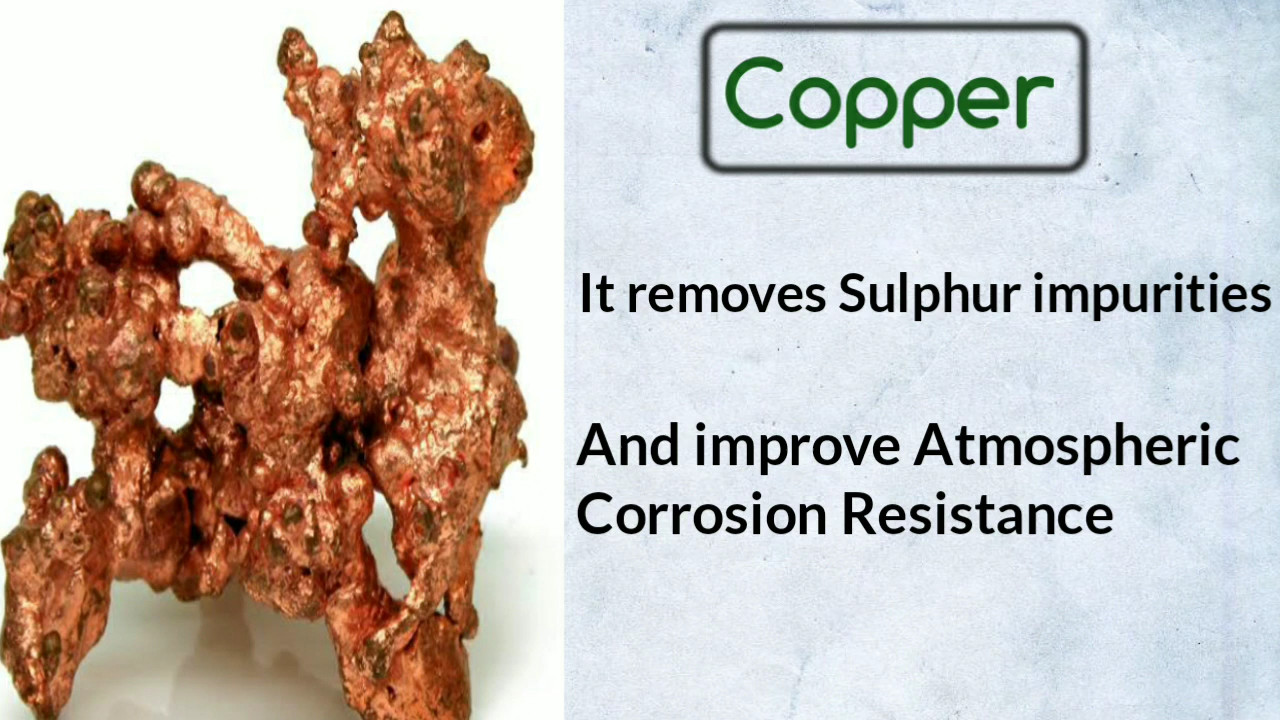 Copper
It removes Sulphur impurities
And improve Atmospheric
Corrosion Resistance